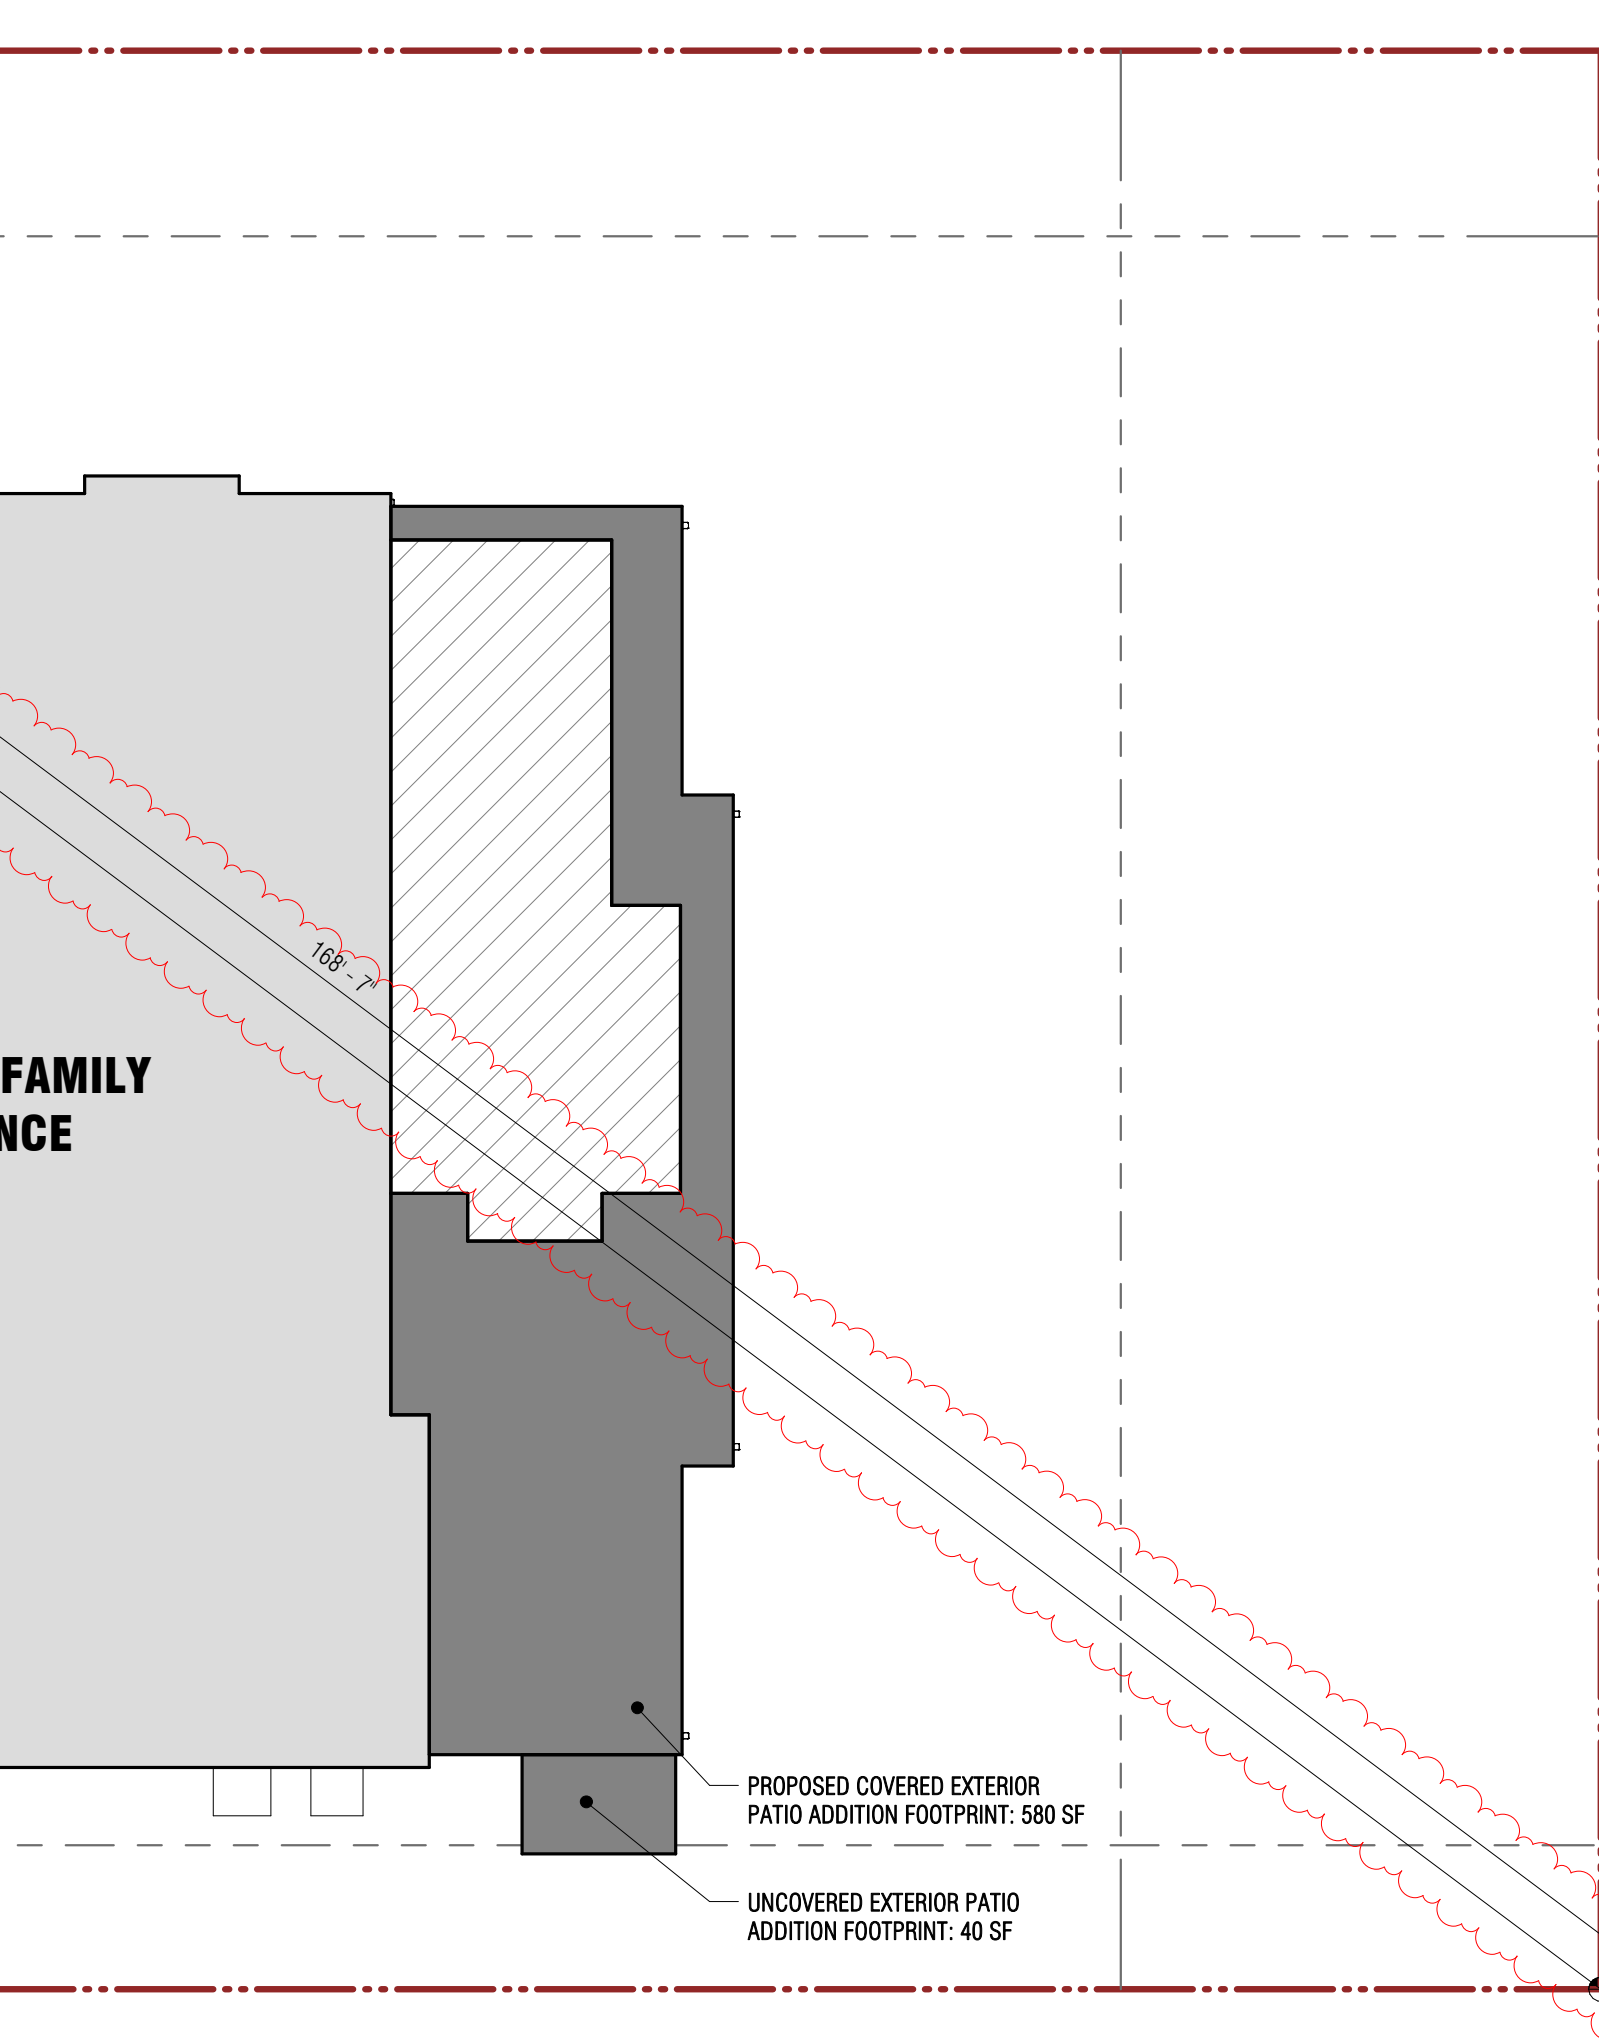 168' - 7"
FAMILY
NCE
PROPOSED COVERED EXTERIOR
PATIO ADDITION FOOTPRINT: 580 SF
UNCOVERED EXTERIOR PATIO
ADDITION FOOTPRINT: 40 SF